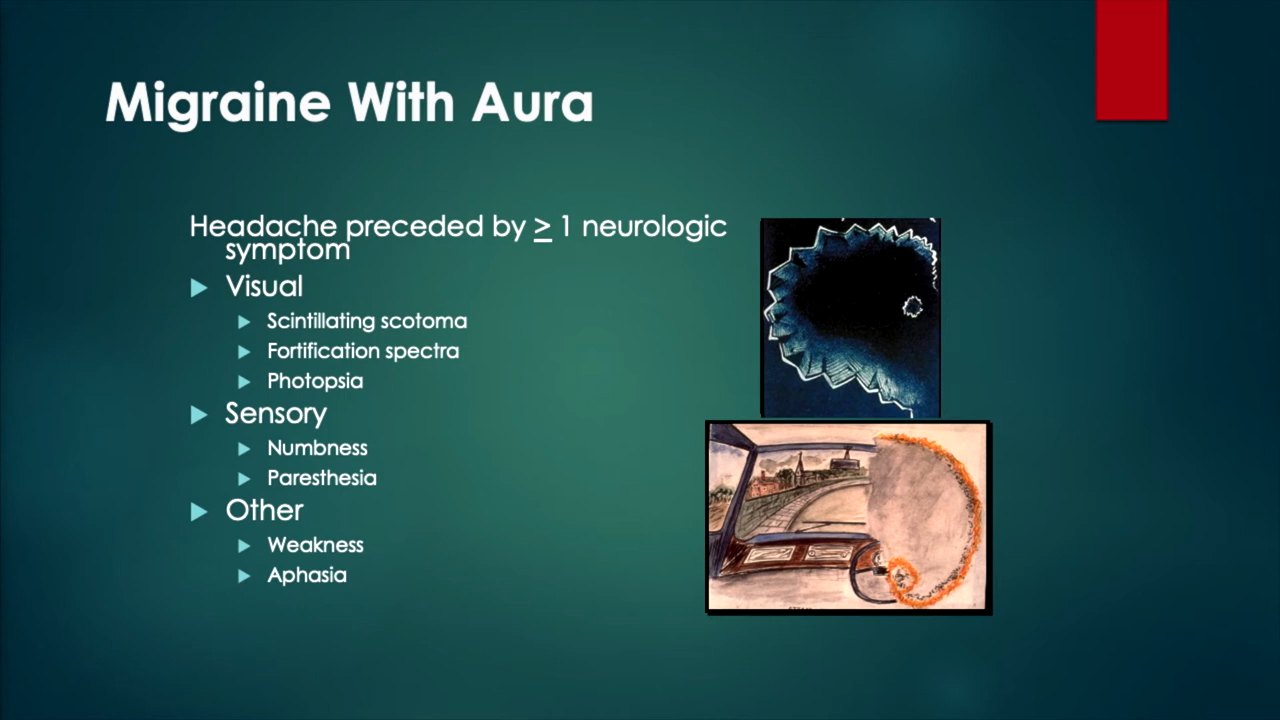 Migraine With Aura
Headache preceded by ≥ 1 neurologic
symptom
Visual
Scintillating scotoma
Fortification spectra
Photopsia
Sensory
Numbness
Paresthesia
Other
Weakness
Aphasia